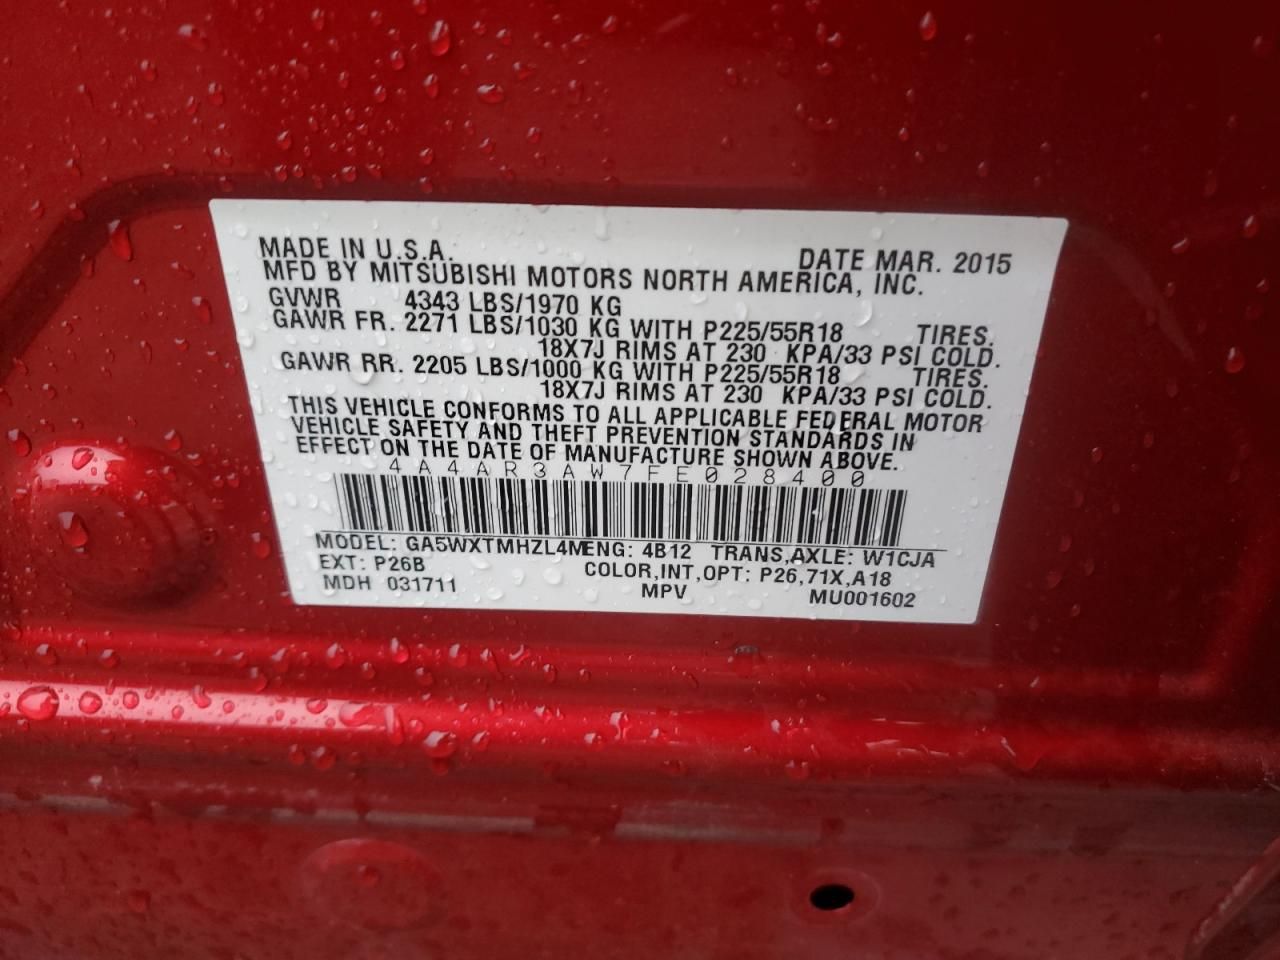 MADE IN U.S.A. DATE MAR. 2015
MFD BY MITSUBISHI MOTORS NORTH AMERICA, INC.
GVWR 4343 LBS/1970 KG
GAWR FR. 2271 LBS/1030 KG WITH P225/55R18 TIRES.
18X7J RIMS AT 230 KPA/33 PSI COLD.
GAWR RR. 2205 LBS/1000 KG WITH P225/55R18 TIRES.
18X7J RIMS AT 230 KPA/33 PSI COLD.
THIS VEHICLE CONFORMS TO ALL APPLICABLE FEDERAL MOTOR
VEHICLE SAFETY AND THEFT PREVENTION STANDARDS IN
EFFECT ON THE DATE OF MANUFACTURE SHOWN ABOVE.
4A4AR3AW7FE028400
MODEL: GA5WXTMHZL4M ENG: 4B12 TRANS,AXLE: W1CJA
EXT: P26B COLOR,INT,OPT: P26,71X,A18
MDH 031711 MPV MU001602